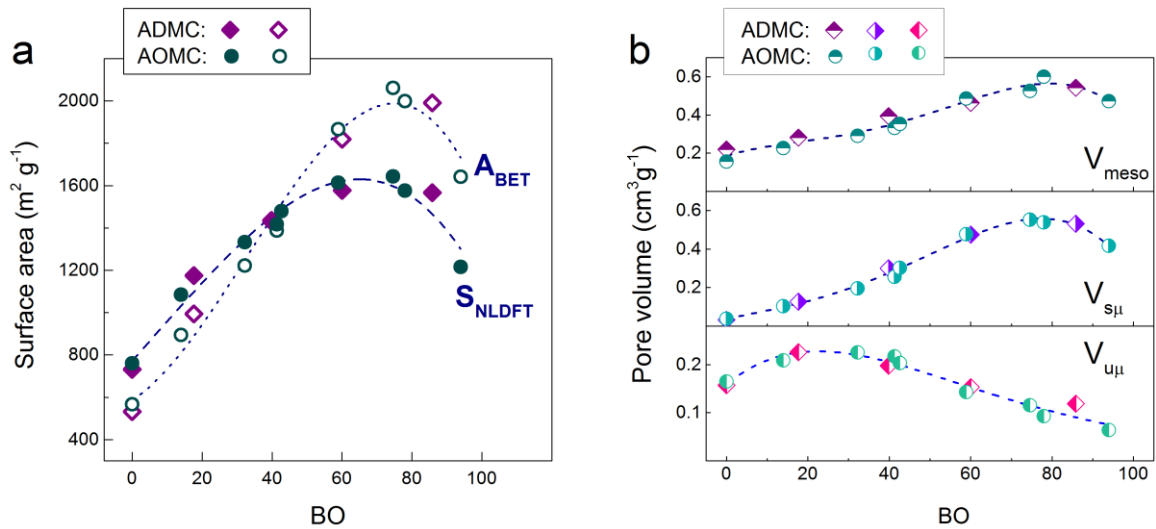 a
ADMC:
AOMC:
Surface area (m² g⁻¹)
2000
1600
1200
800
400
A_BET
S_NLDFT
0 20 40 60 80 100
BO
b
ADMC:
AOMC:
Pore volume (cm³g⁻¹)
0.6
0.4
0.2
V_meso
0.6
0.4
0.2
V_sμ
0.2
0.1
V_uμ
0 20 40 60 80 100
BO